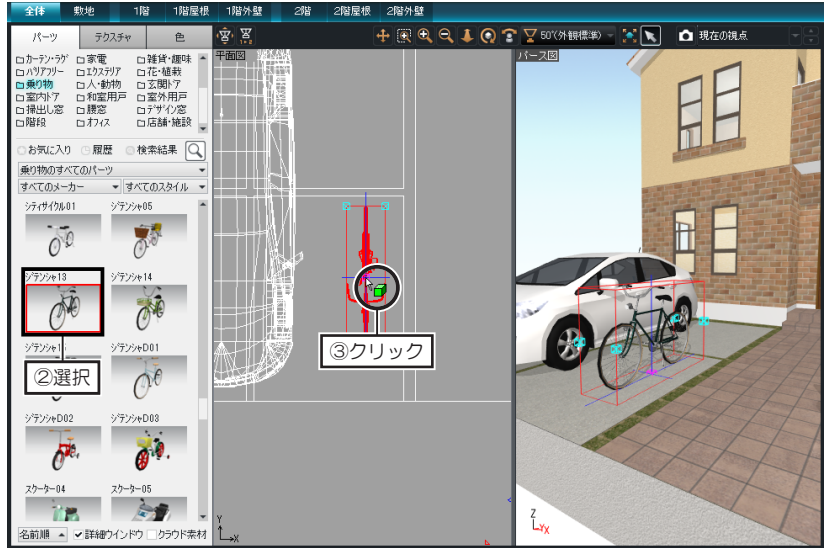 全体 敷地 1階 1階屋根 1階外壁 2階 2階屋根 2階外壁
パーツ テクスチャ 色
50°(外観標準) 現在の視点
カーテン・ラグ 家電 雑貨・趣味
バリアフリー エクステリア 花・植栽
乗り物 人・動物 玄関ドア
室内ドア 和室用戸 室外用戸
掃出し窓 腰窓 デザイン窓
階段 オフィス 店舗・施設
お気に入り 履歴 検索結果
乗り物のすべてのパーツ
すべてのメーカー すべてのスタイル
シティサイクル01 ジテンシャ05
ジテンシャ13 ジテンシャ14
ジテンシャ15 ジテンシャD01
②選択
ジテンシャD02 ジテンシャD03
スクーター04 スクーター05
名前順 詳細ウインドウ クラウド素材
平面図
③クリック
Y
X
パース図
Z
YX